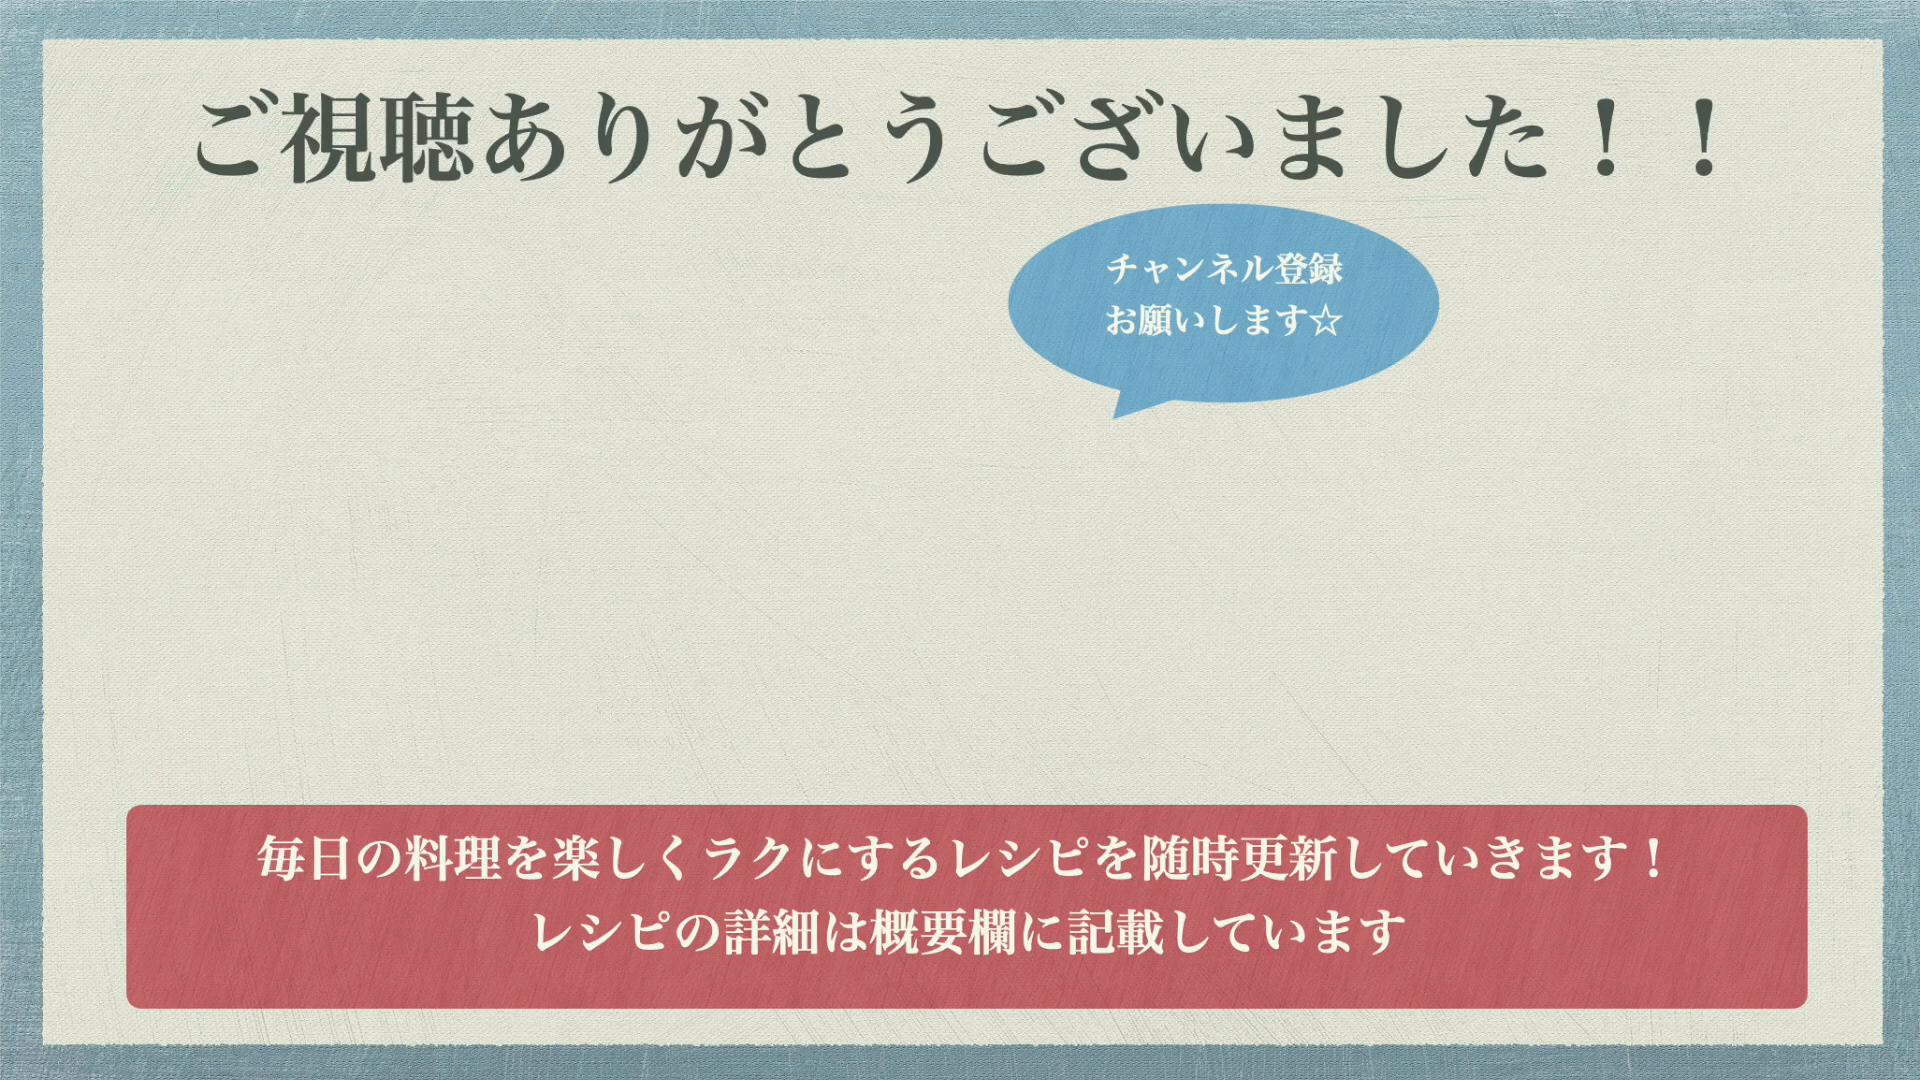 ご視聴ありがとうございました！！
チャンネル登録
お願いします☆
毎日の料理を楽しくラクにするレシピを随時更新していきます！
レシピの詳細は概要欄に記載しています